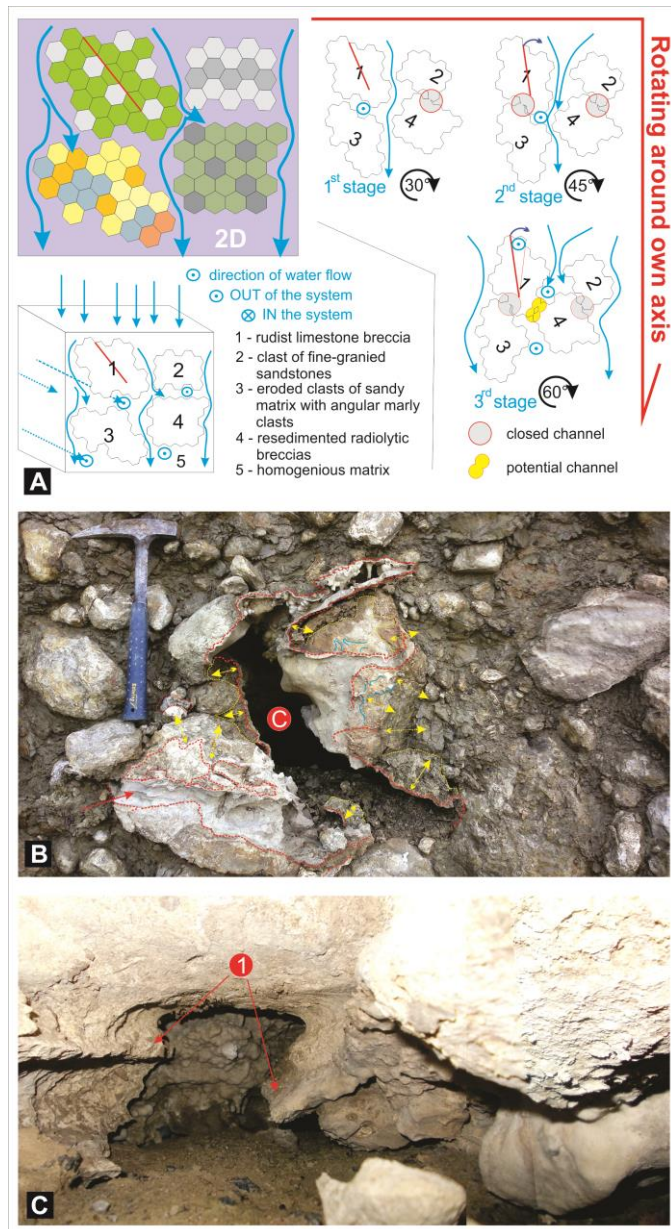 2D
direction of water flow
OUT of the system
IN the system
1
2
3
4
5
1 - rudist limestone breccia
2 - clast of fine-granied
sandstones
3 - eroded clasts of sandy
matrix with angular marly
clasts
4 - resedimented radiolytic
breccias
5 - homogenious matrix
A
1
2
3
4
1st stage
30°
1
2
3
4
2nd stage
45°
1
2
3
4
3rd stage
60°
closed channel
potential channel
Rotating around own axis
C
B
1
C